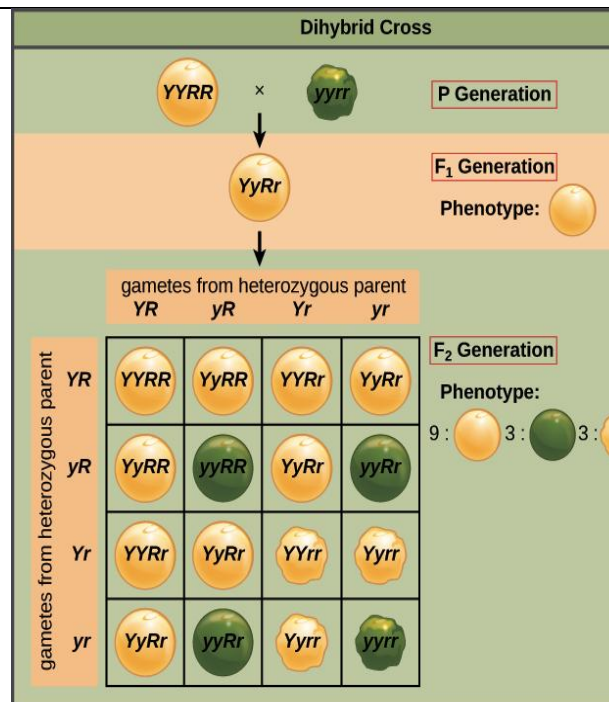 Dihybrid Cross
YYRR × yyrr
P Generation
YyRr
F₁ Generation
Phenotype:
gametes from heterozygous parent
YR yR Yr yr
gametes from heterozygous parent
YR YYRR YyRR YYRr YyRr
yR YyRR yyRR YyRr yyRr
Yr YYRr YyRr YYrr Yyrr
yr YyRr yyRr Yyrr yyrr
F₂ Generation
Phenotype:
9 : 3 : 3 :